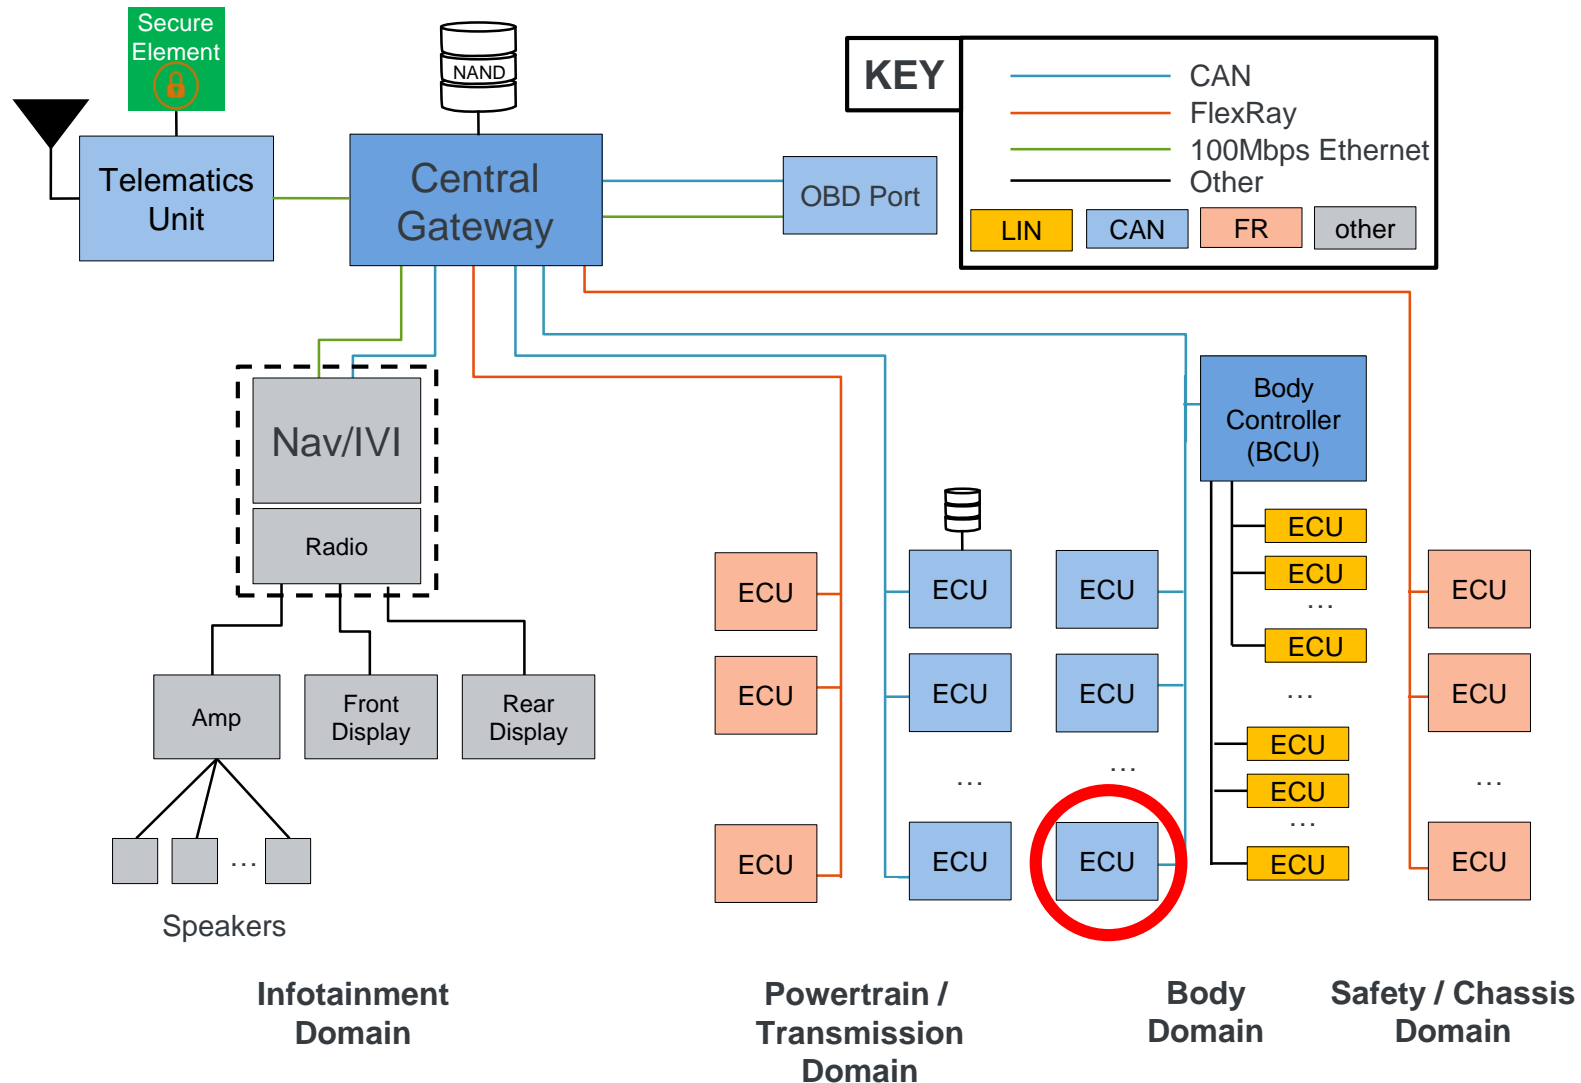 Secure
Element
NAND
KEY
CAN
FlexRay
100Mbps Ethernet
Other
LIN
CAN
FR
other
Telematics
Unit
Central
Gateway
OBD Port
Nav/IVI
Radio
Body
Controller
(BCU)
ECU
ECU
...
ECU
...
ECU
ECU
...
ECU
ECU
ECU
ECU
ECU
ECU
ECU
ECU
ECU
...
...
...
ECU
ECU
ECU
ECU
Amp
Front
Display
Rear
Display
...
Speakers
Infotainment
Domain
Powertrain /
Transmission
Domain
Body
Domain
Safety / Chassis
Domain